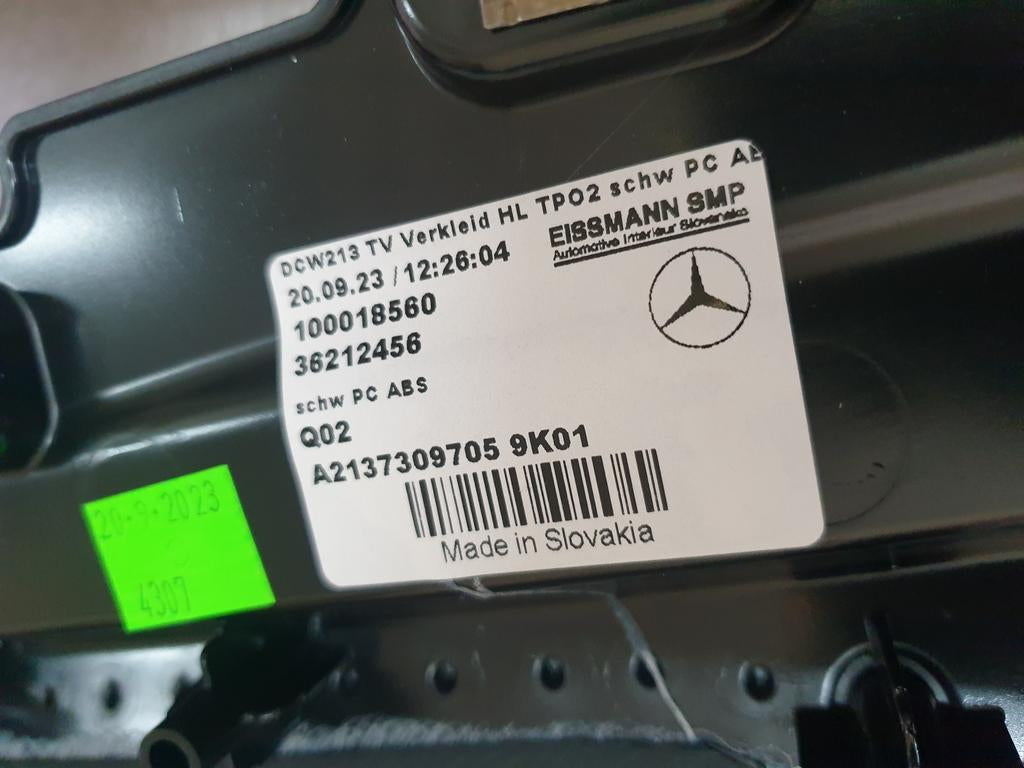 DCW213 TV Verkleid HL TPO2 schw PC AB
20.09.23 / 12:26:04
EISSMANN SMP
Automotive Interieur Slovensko
100018560
36212456
schw PC ABS
Q02
A2137309705 9K01
Made in Slovakia
20-9-2023
4307